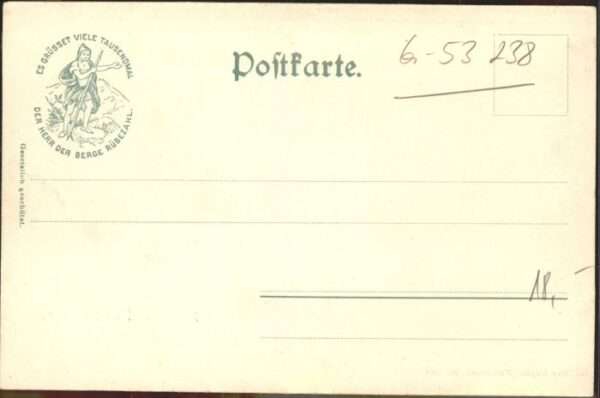 ES GRÜSSET VIELE TAUSENDMAL
DER HERR DER BERGE RÜBEZAHL.
Poſtkarte.
6-53 238
Gesetzlich geschützt.
18,-